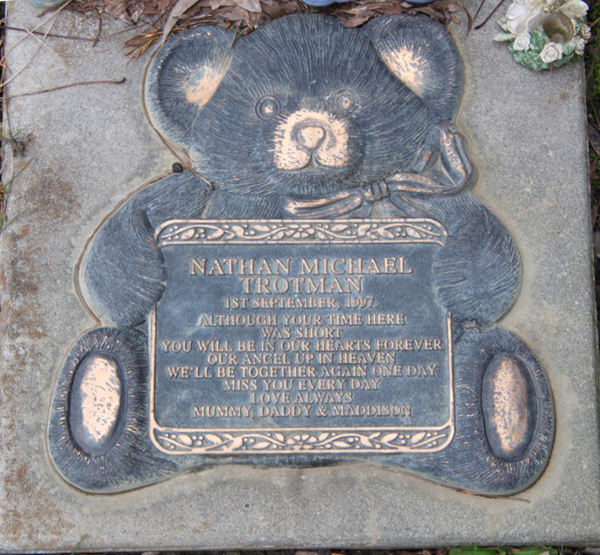 NATHAN MICHAEL
TROTMAN
1ST SEPTEMBER, 1997.
ALTHOUGH YOUR TIME HERE
WAS SHORT
YOU WILL BE IN OUR HEARTS FOREVER
OUR ANGEL UP IN HEAVEN
WE'LL BE TOGETHER AGAIN ONE DAY
MISS YOU EVERY DAY
LOVE ALWAYS
MUMMY, DADDY & MADDISON